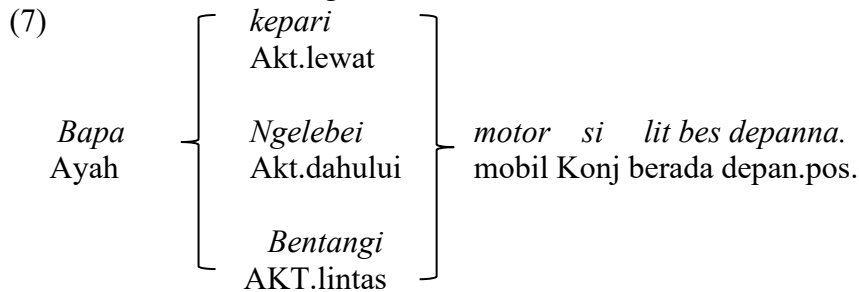 (7)
kepari
Akt.lewat
Bapa Ngelebei motor si lit bes depanna.
Ayah Akt.dahului mobil Konj berada depan.pos.
Bentangi
AKT.lintas